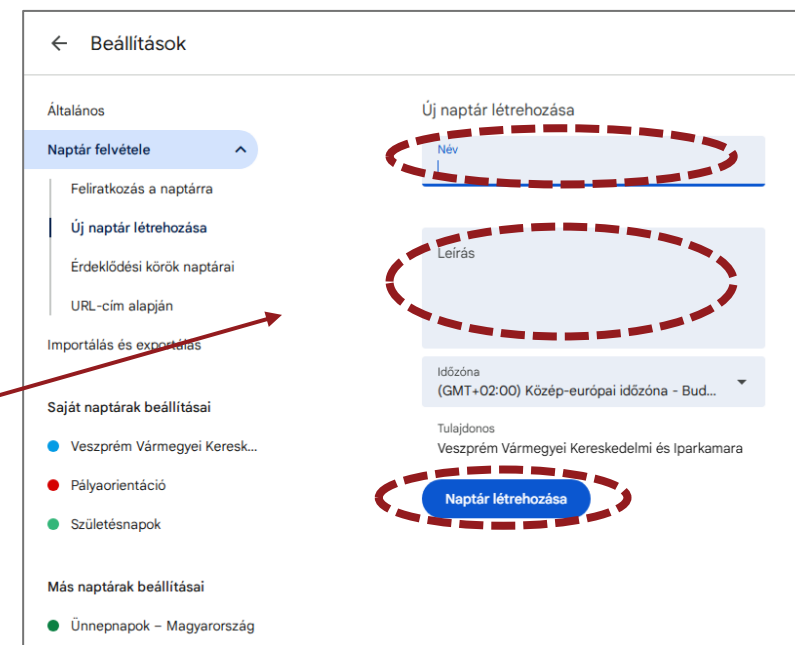 Beállítások
Általános
Naptár felvétele
Feliratkozás a naptárra
Új naptár létrehozása
Érdeklődési körök naptárai
URL-cím alapján
Importálás és exportálás
Saját naptárak beállításai
Veszprém Vármegyei Keresk...
Pályaorientáció
Születésnapok
Más naptárak beállításai
Ünnepnapok – Magyarország
Új naptár létrehozása
Név
Leírás
Időzóna
(GMT+02:00) Közép-európai időzóna - Bud...
Tulajdonos
Veszprém Vármegyei Kereskedelmi és Iparkamara
Naptár létrehozása